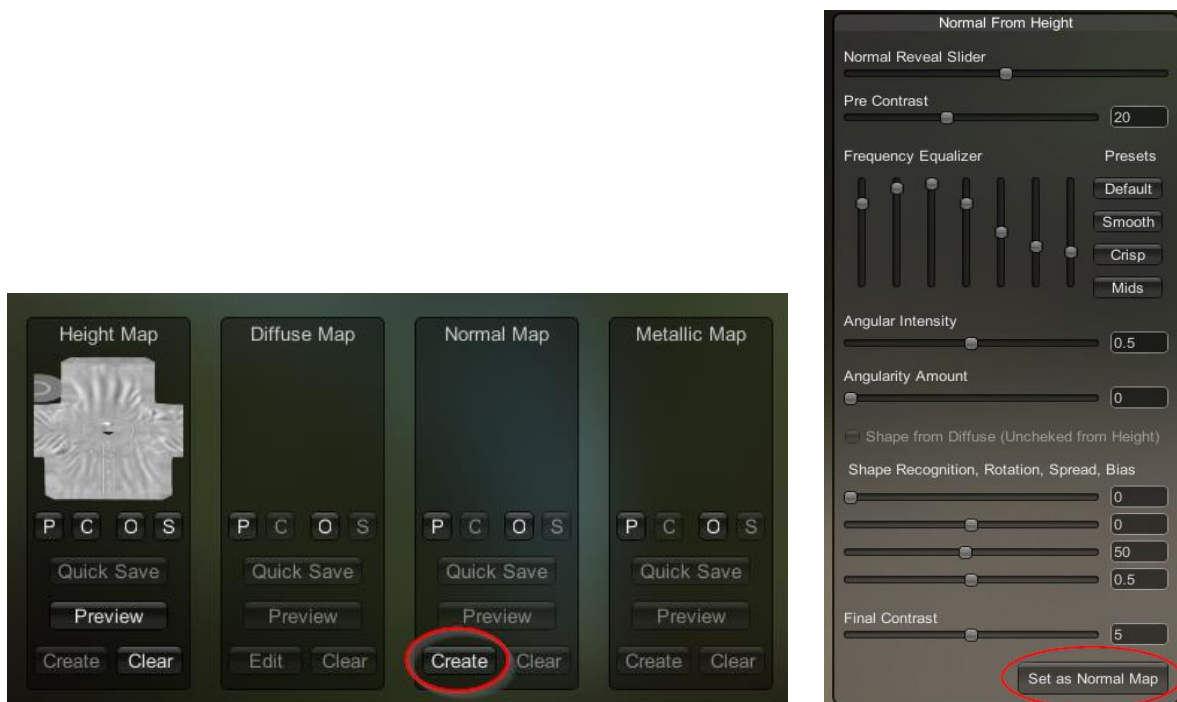 Height Map
Diffuse Map
Normal Map
Metallic Map
P C O S
P C O S
P C O S
P C O S
Quick Save
Quick Save
Quick Save
Quick Save
Preview
Preview
Preview
Preview
Create Clear
Edit Clear
Create Clear
Create Clear
Normal From Height
Normal Reveal Slider
Pre Contrast
20
Frequency Equalizer
Presets
Default
Smooth
Crisp
Mids
Angular Intensity
0.5
Angularity Amount
0
Shape from Diffuse (Uncheked from Height)
Shape Recognition, Rotation, Spread, Bias
0
0
50
0.5
Final Contrast
5
Set as Normal Map